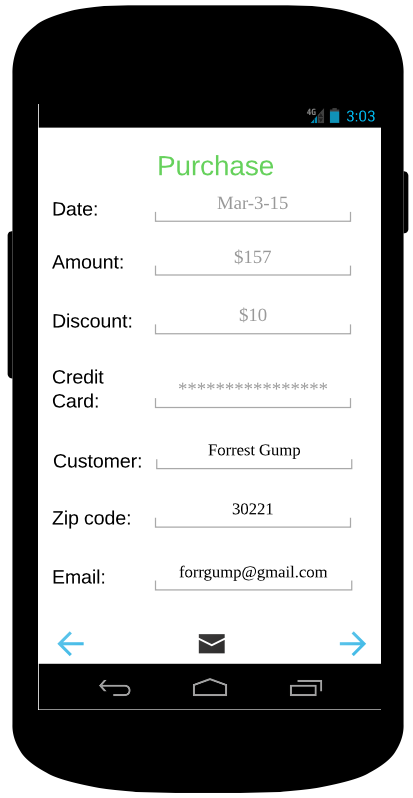 4G 3:03
Purchase
Date: Mar-3-15
Amount: $157
Discount: $10
Credit
Card: ****************
Customer: Forrest Gump
Zip code: 30221
Email: forrgump@gmail.com